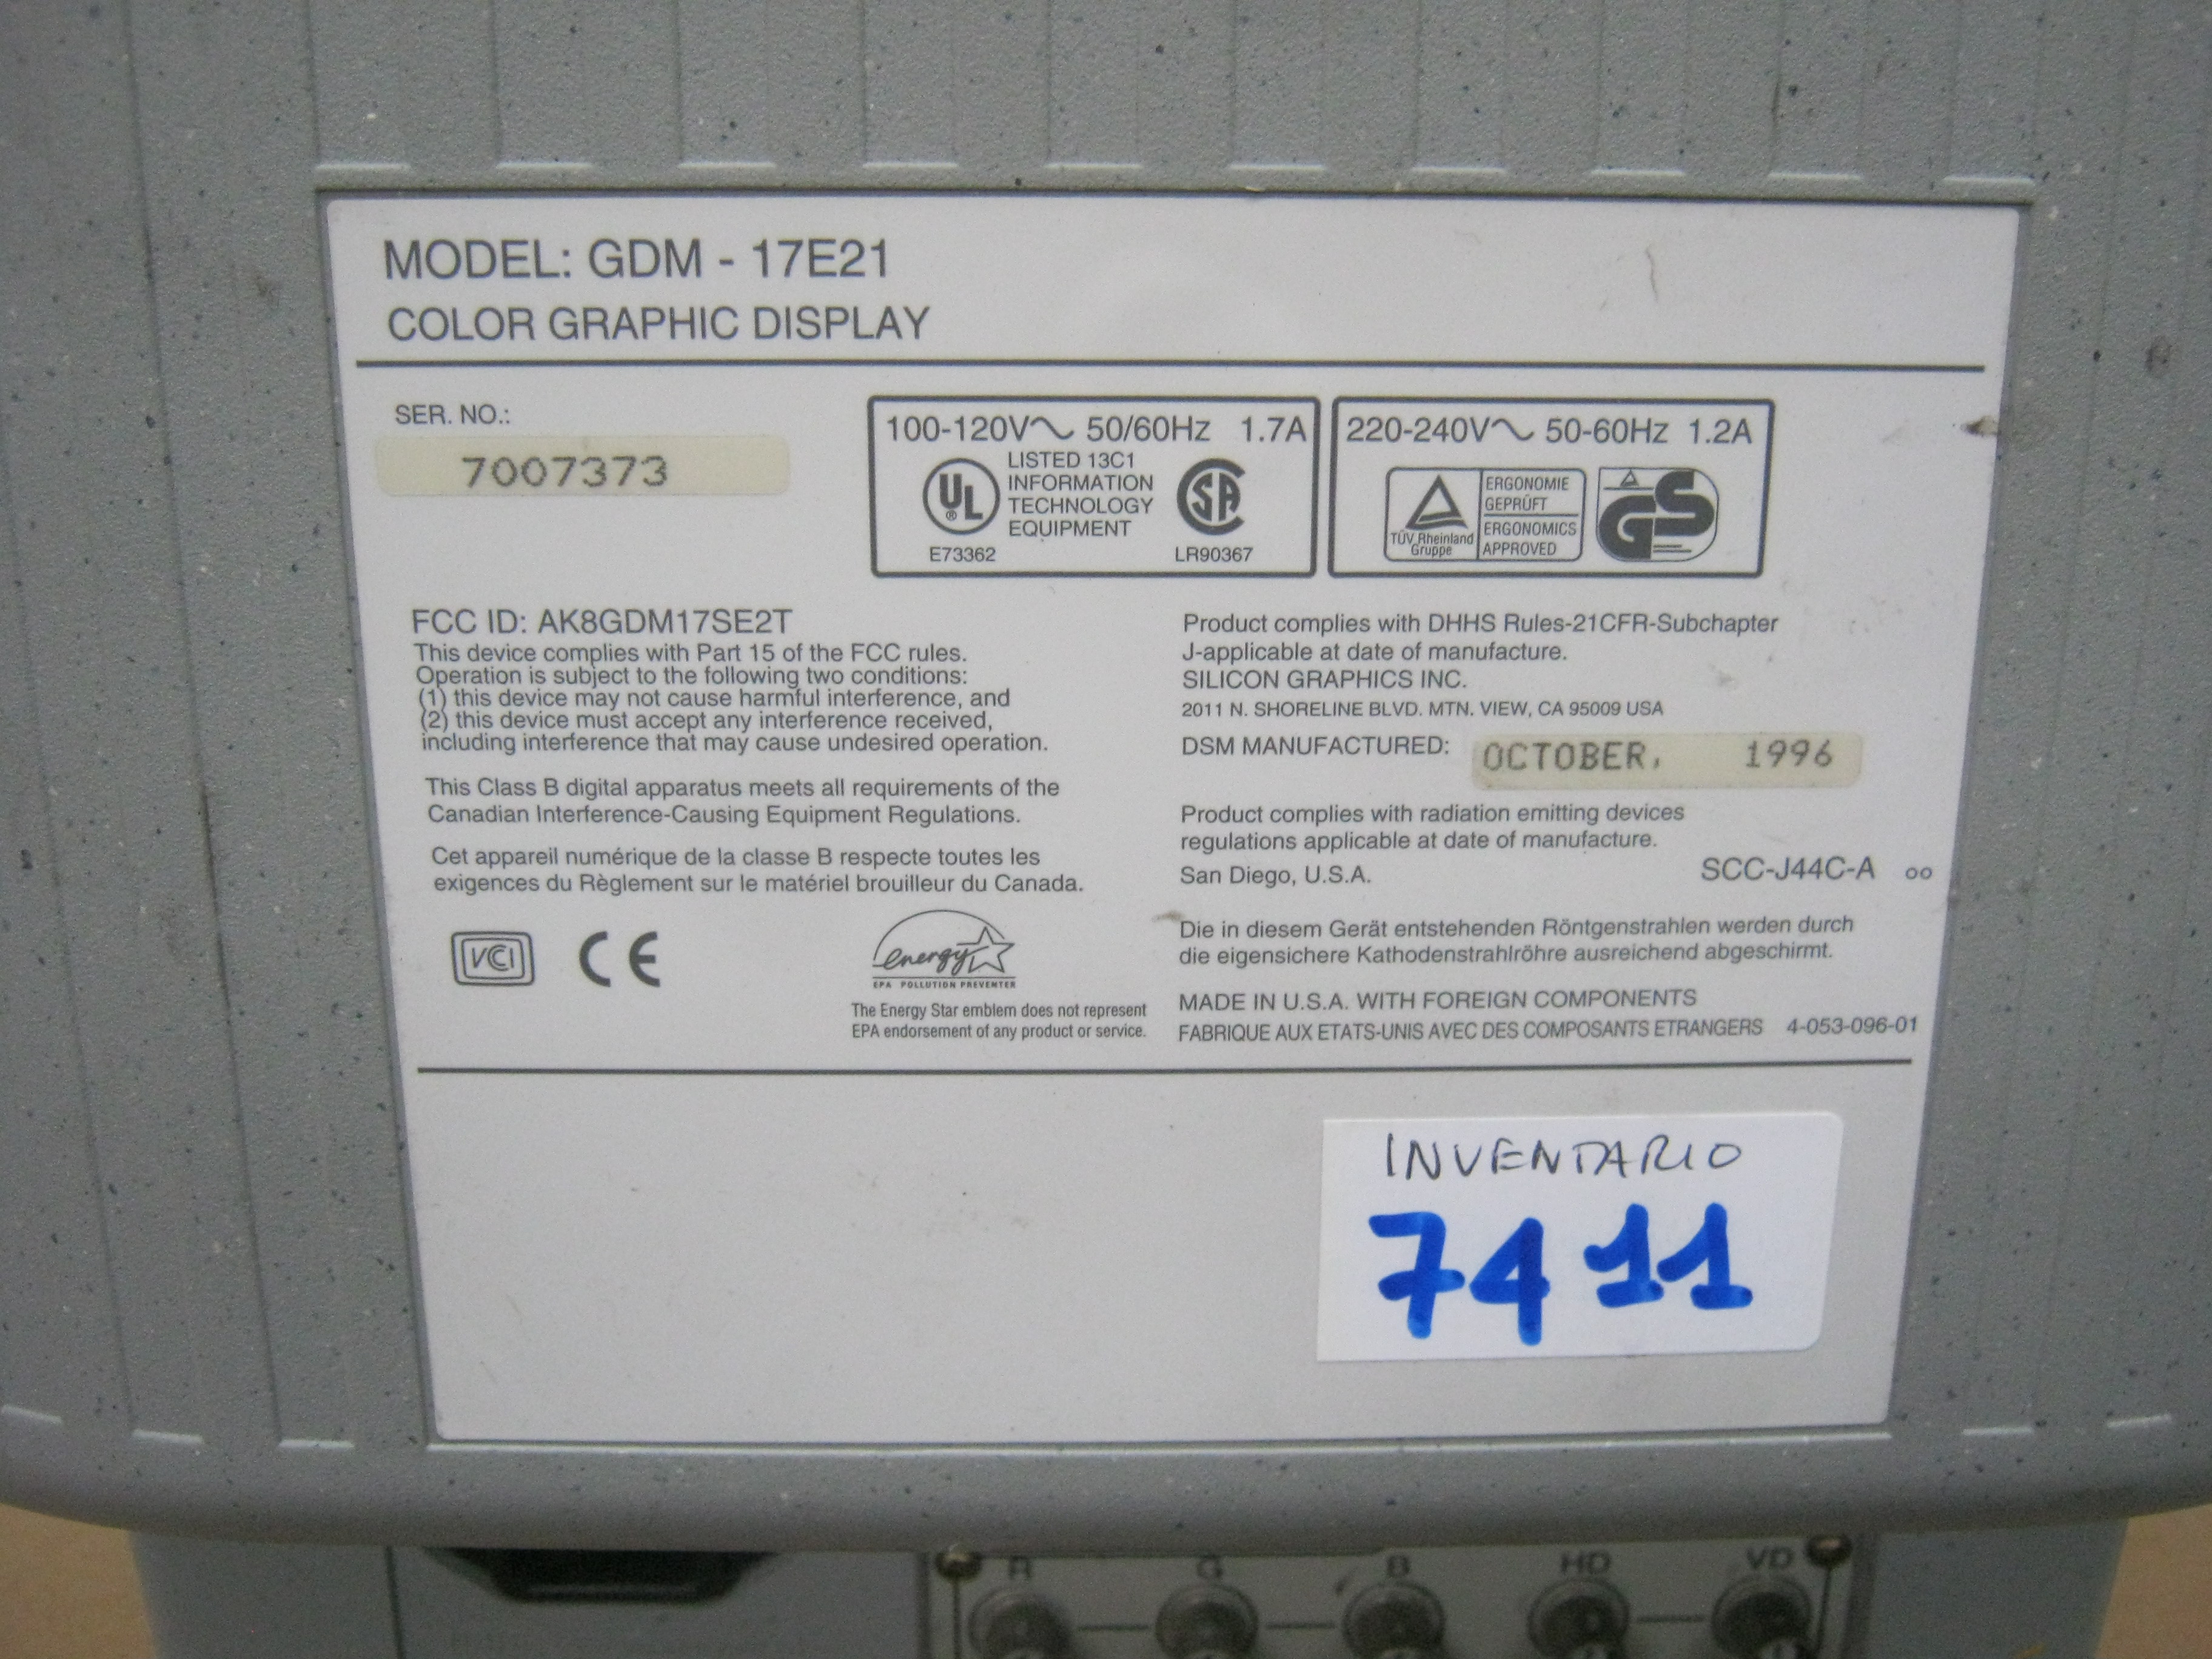 MODEL: GDM - 17E21
COLOR GRAPHIC DISPLAY
SER. NO.:
7007373
100-120V～ 50/60Hz 1.7A
UL
®
LISTED 13C1
INFORMATION
TECHNOLOGY
EQUIPMENT
E73362
SA
LR90367
220-240V～ 50-60Hz 1.2A
TÜV Rheinland
Gruppe
ERGONOMIE
GEPRÜFT
ERGONOMICS
APPROVED
GS
FCC ID: AK8GDM17SE2T
This device complies with Part 15 of the FCC rules.
Operation is subject to the following two conditions:
(1) this device may not cause harmful interference, and
(2) this device must accept any interference received,
including interference that may cause undesired operation.
This Class B digital apparatus meets all requirements of the
Canadian Interference-Causing Equipment Regulations.
Cet appareil numérique de la classe B respecte toutes les
exigences du Règlement sur le matériel brouilleur du Canada.
VCI
CE
energy
EPA POLLUTION PREVENTER
The Energy Star emblem does not represent
EPA endorsement of any product or service.
Product complies with DHHS Rules-21CFR-Subchapter
J-applicable at date of manufacture.
SILICON GRAPHICS INC.
2011 N. SHORELINE BLVD. MTN. VIEW, CA 95009 USA
DSM MANUFACTURED: OCTOBER, 1996
Product complies with radiation emitting devices
regulations applicable at date of manufacture.
San Diego, U.S.A. SCC-J44C-A oo
Die in diesem Gerät entstehenden Röntgenstrahlen werden durch
die eigensichere Kathodenstrahlröhre ausreichend abgeschirmt.
MADE IN U.S.A. WITH FOREIGN COMPONENTS
FABRIQUE AUX ETATS-UNIS AVEC DES COMPOSANTS ETRANGERS 4-053-096-01
INVENTARIO
7411
R G B HD VD